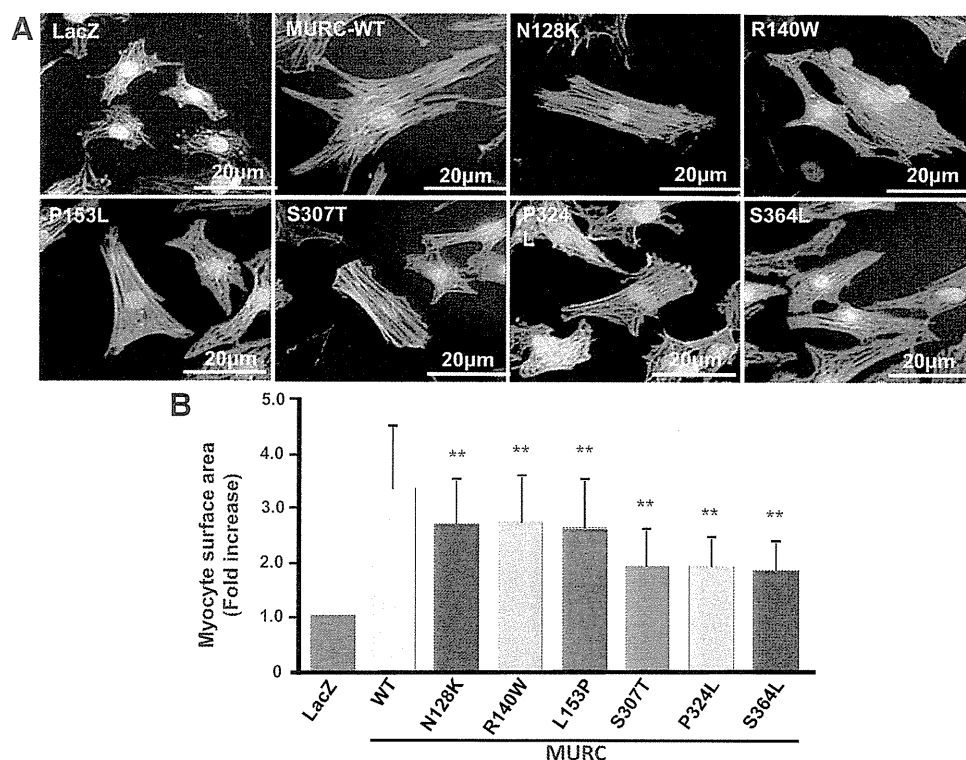 A
LacZ
20µm
MURC-WT
20µm
N128K
20µm
R140W
20µm
P153L
20µm
S307T
20µm
P324
L
20µm
S364L
20µm
B
Myocyte surface area
(Fold increase)
5.0
4.0
3.0
2.0
1.0
0
** ** ** ** ** **
LacZ
WT
N128K
R140W
L153P
S307T
P324L
S364L
MURC